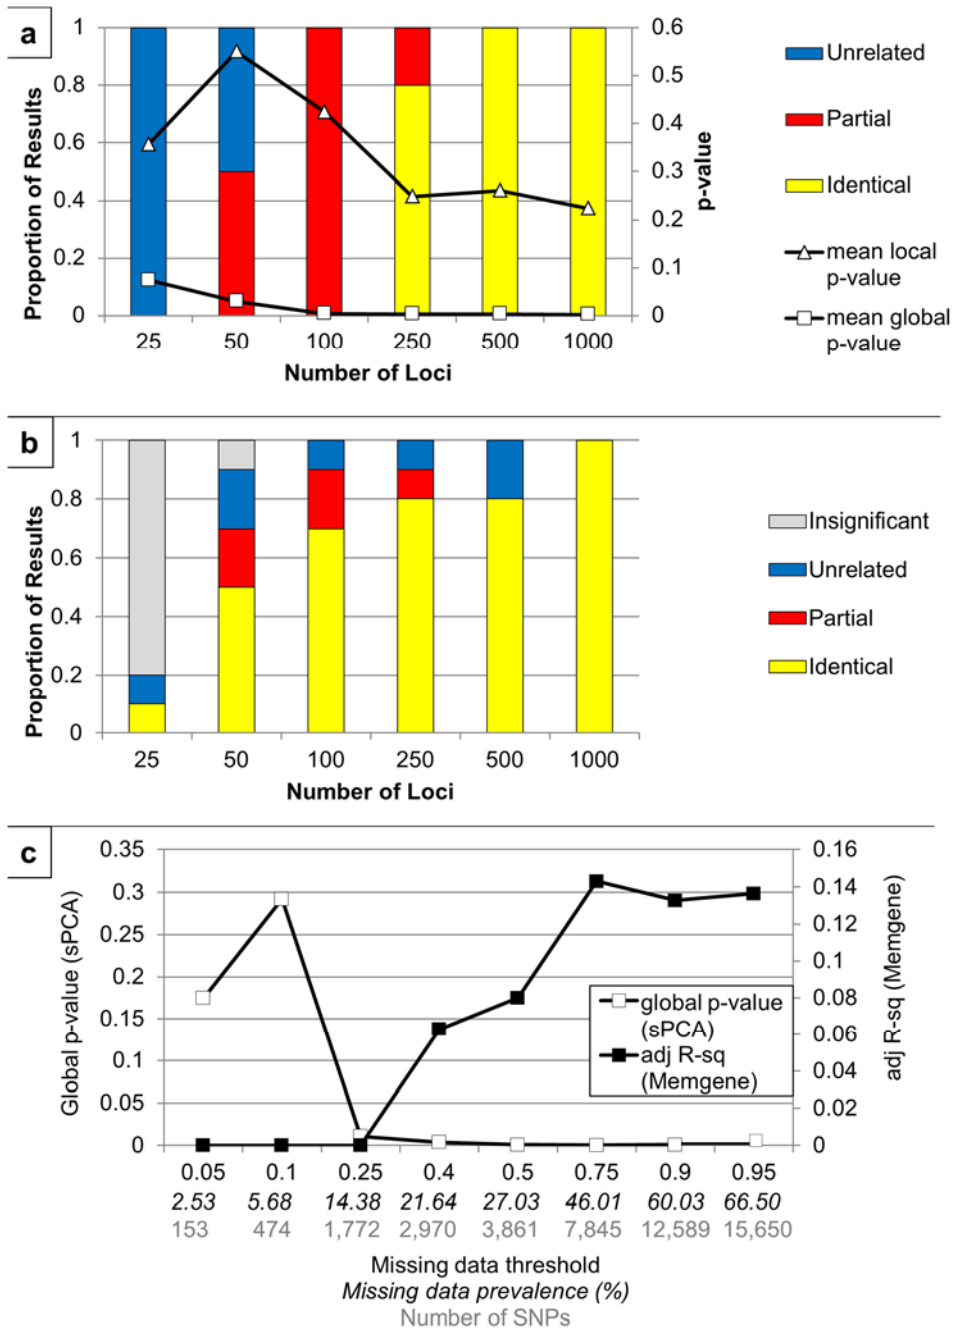 a
1
0.8
0.6
0.4
0.2
0
Proportion of Results
0.6
0.5
0.4
0.3
0.2
0.1
0
p-value
25 50 100 250 500 1000
Number of Loci
Unrelated
Partial
Identical
mean local
p-value
mean global
p-value
b
1
0.8
0.6
0.4
0.2
0
Proportion of Results
25 50 100 250 500 1000
Number of Loci
Insignificant
Unrelated
Partial
Identical
c
0.35
0.3
0.25
0.2
0.15
0.1
0.05
0
Global p-value (sPCA)
0.16
0.14
0.12
0.1
0.08
0.06
0.04
0.02
0
adj R-sq (Memgene)
global p-value
(sPCA)
adj R-sq
(Memgene)
0.05 0.1 0.25 0.4 0.5 0.75 0.9 0.95
2.53 5.68 14.38 21.64 27.03 46.01 60.03 66.50
153 474 1,772 2,970 3,861 7,845 12,589 15,650
Missing data threshold
Missing data prevalence (%)
Number of SNPs